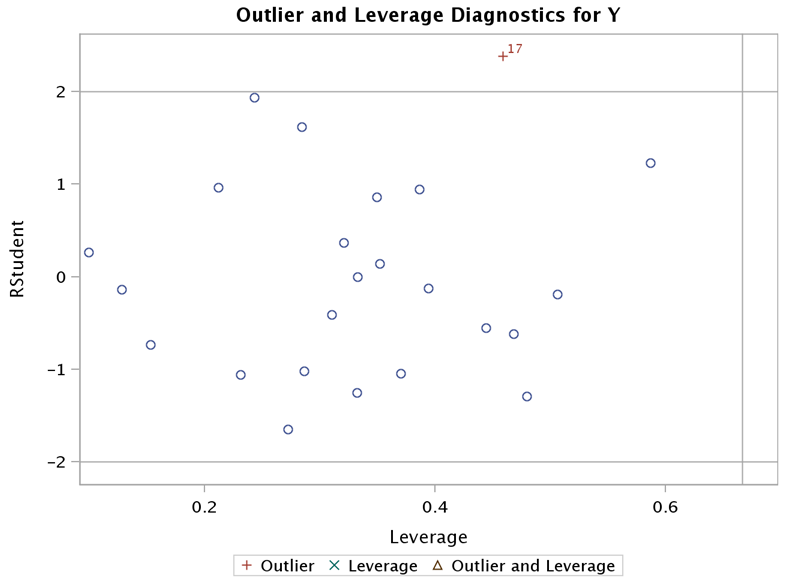 Outlier and Leverage Diagnostics for Y
17
2
1
0
-1
-2
RStudent
0.2 0.4 0.6
Leverage
Outlier Leverage Outlier and Leverage